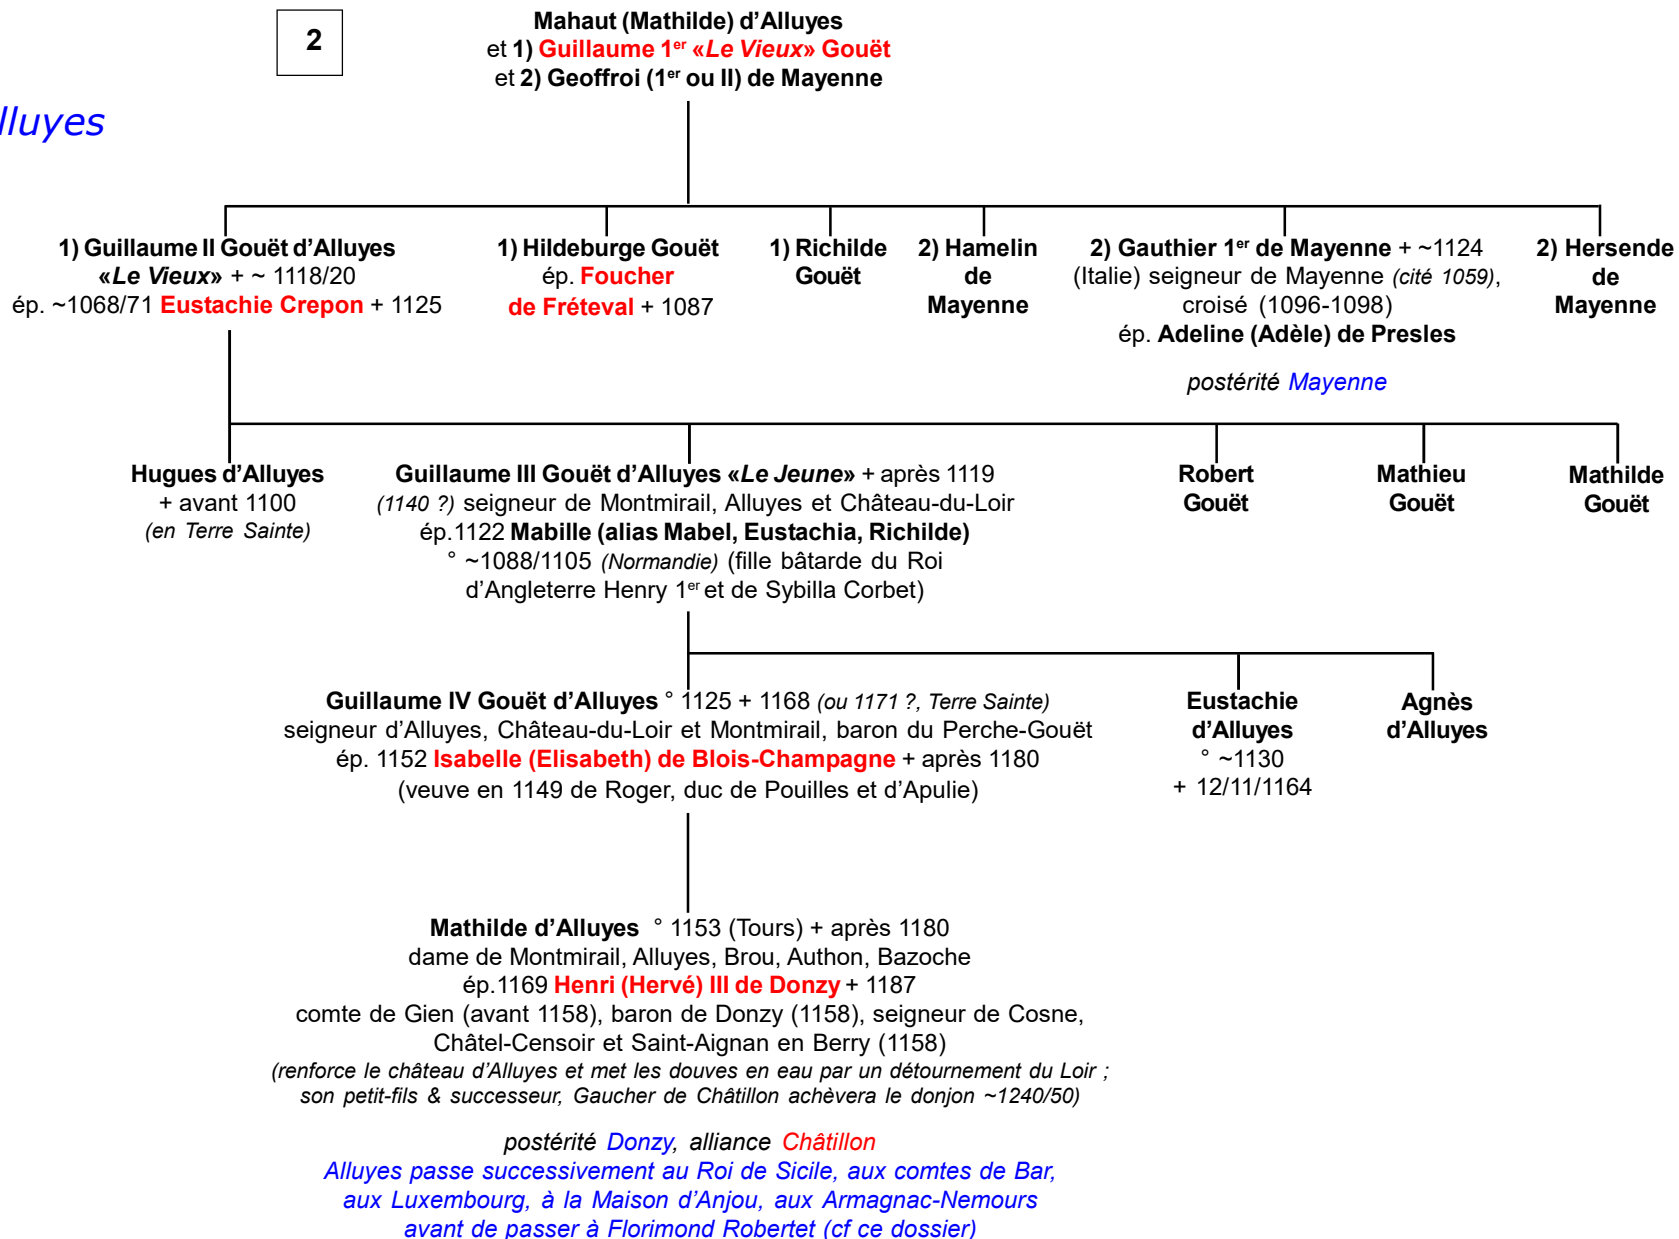 2
Mahaut (Mathilde) d’Alluyes
et 1) Guillaume 1er «Le Vieux» Gouët
et 2) Geoffroi (1er ou II) de Mayenne
lluyes
1) Guillaume II Gouët d’Alluyes
«Le Vieux» + ~ 1118/20
ép. ~1068/71 Eustachie Crepon + 1125
1) Hildeburge Gouët
ép. Foucher
de Fréteval + 1087
1) Richilde
Gouët
2) Hamelin
de
Mayenne
2) Gauthier 1er de Mayenne + ~1124
(Italie) seigneur de Mayenne (cité 1059),
croisé (1096-1098)
ép. Adeline (Adèle) de Presles
postérité Mayenne
2) Hersende
de
Mayenne
Hugues d’Alluyes
+ avant 1100
(en Terre Sainte)
Guillaume III Gouët d’Alluyes «Le Jeune» + après 1119
(1140 ?) seigneur de Montmirail, Alluyes et Château-du-Loir
ép.1122 Mabille (alias Mabel, Eustachia, Richilde)
° ~1088/1105 (Normandie) (fille bâtarde du Roi
d’Angleterre Henry 1er et de Sybilla Corbet)
Robert
Gouët
Mathieu
Gouët
Mathilde
Gouët
Guillaume IV Gouët d’Alluyes ° 1125 + 1168 (ou 1171 ?, Terre Sainte)
seigneur d’Alluyes, Château-du-Loir et Montmirail, baron du Perche-Gouët
ép. 1152 Isabelle (Elisabeth) de Blois-Champagne + après 1180
(veuve en 1149 de Roger, duc de Pouilles et d’Apulie)
Eustachie
d’Alluyes
° ~1130
+ 12/11/1164
Agnès
d’Alluyes
Mathilde d’Alluyes ° 1153 (Tours) + après 1180
dame de Montmirail, Alluyes, Brou, Authon, Bazoche
ép.1169 Henri (Hervé) III de Donzy + 1187
comte de Gien (avant 1158), baron de Donzy (1158), seigneur de Cosne,
Châtel-Censoir et Saint-Aignan en Berry (1158)
(renforce le château d’Alluyes et met les douves en eau par un détournement du Loir ;
son petit-fils & successeur, Gaucher de Châtillon achèvera le donjon ~1240/50)
postérité Donzy, alliance Châtillon
Alluyes passe successivement au Roi de Sicile, aux comtes de Bar,
aux Luxembourg, à la Maison d’Anjou, aux Armagnac-Nemours
avant de passer à Florimond Robertet (cf ce dossier)